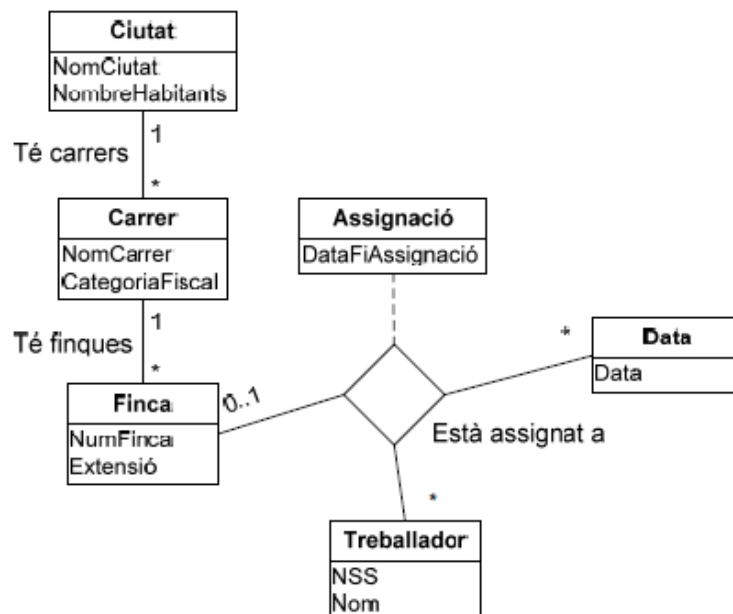 Ciutat
NomCiutat
NombreHabitants
1
Té carrers
*
Carrer
NomCarrer
CategoriaFiscal
Assignació
DataFiAssignació
1
Té finques
*
Finca
NumFinca
Extensió
0..1
*
Data
Data
Està assignat a
*
Treballador
NSS
Nom